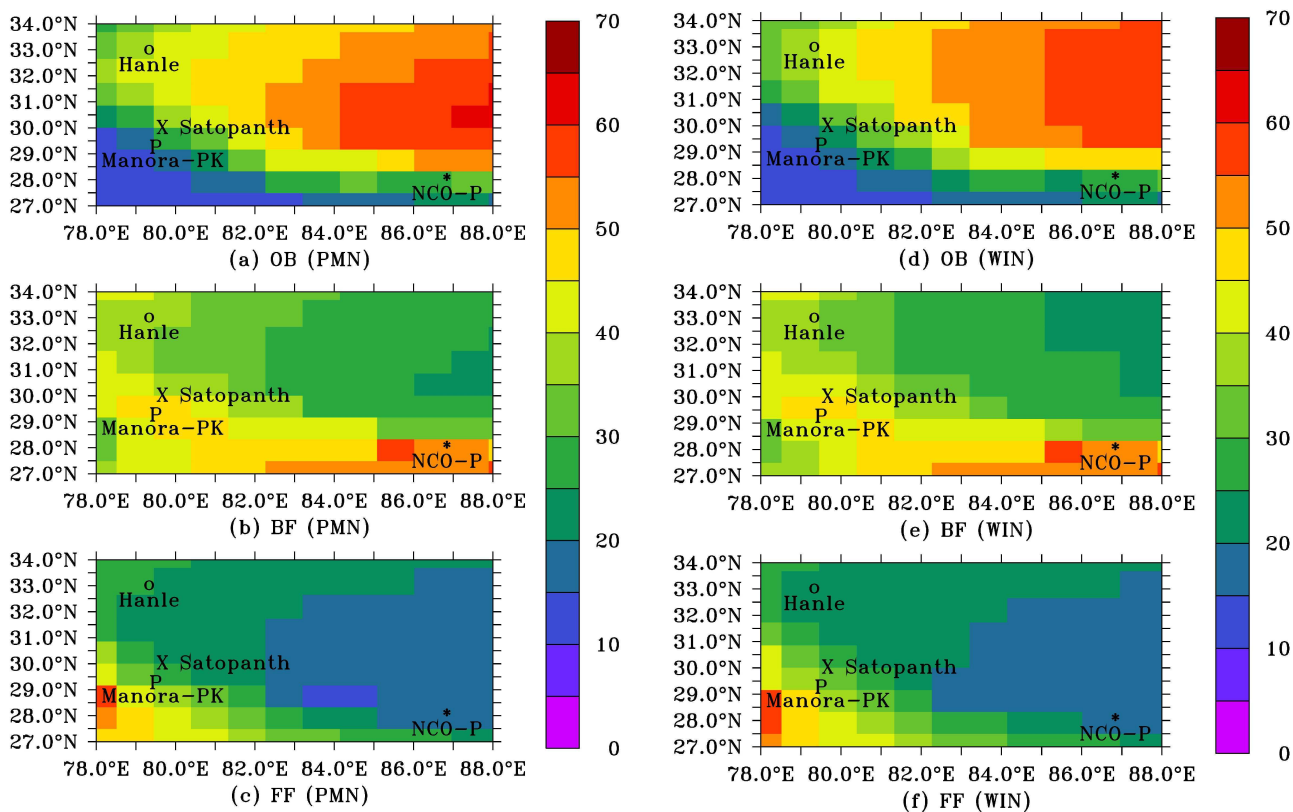 34.0°N
33.0°N
32.0°N
31.0°N
30.0°N
29.0°N
28.0°N
27.0°N
o
Hanle
X Satopanth
P
Manora-PK
*
NCO-P
78.0°E 80.0°E 82.0°E 84.0°E 86.0°E 88.0°E
(a) OB (PMN)
34.0°N
33.0°N
32.0°N
31.0°N
30.0°N
29.0°N
28.0°N
27.0°N
o
Hanle
X Satopanth
P
Manora-PK
*
NCO-P
78.0°E 80.0°E 82.0°E 84.0°E 86.0°E 88.0°E
(b) BF (PMN)
34.0°N
33.0°N
32.0°N
31.0°N
30.0°N
29.0°N
28.0°N
27.0°N
o
Hanle
X Satopanth
P
Manora-PK
*
NCO-P
78.0°E 80.0°E 82.0°E 84.0°E 86.0°E 88.0°E
(c) FF (PMN)
70
60
50
40
30
20
10
0
34.0°N
33.0°N
32.0°N
31.0°N
30.0°N
29.0°N
28.0°N
27.0°N
o
Hanle
X Satopanth
P
Manora-PK
*
NCO-P
78.0°E 80.0°E 82.0°E 84.0°E 86.0°E 88.0°E
(d) OB (WIN)
34.0°N
33.0°N
32.0°N
31.0°N
30.0°N
29.0°N
28.0°N
27.0°N
o
Hanle
X Satopanth
P
Manora-PK
*
NCO-P
78.0°E 80.0°E 82.0°E 84.0°E 86.0°E 88.0°E
(e) BF (WIN)
34.0°N
33.0°N
32.0°N
31.0°N
30.0°N
29.0°N
28.0°N
27.0°N
o
Hanle
X Satopanth
P
Manora-PK
*
NCO-P
78.0°E 80.0°E 82.0°E 84.0°E 86.0°E 88.0°E
(f) FF (WIN)
70
60
50
40
30
20
10
0